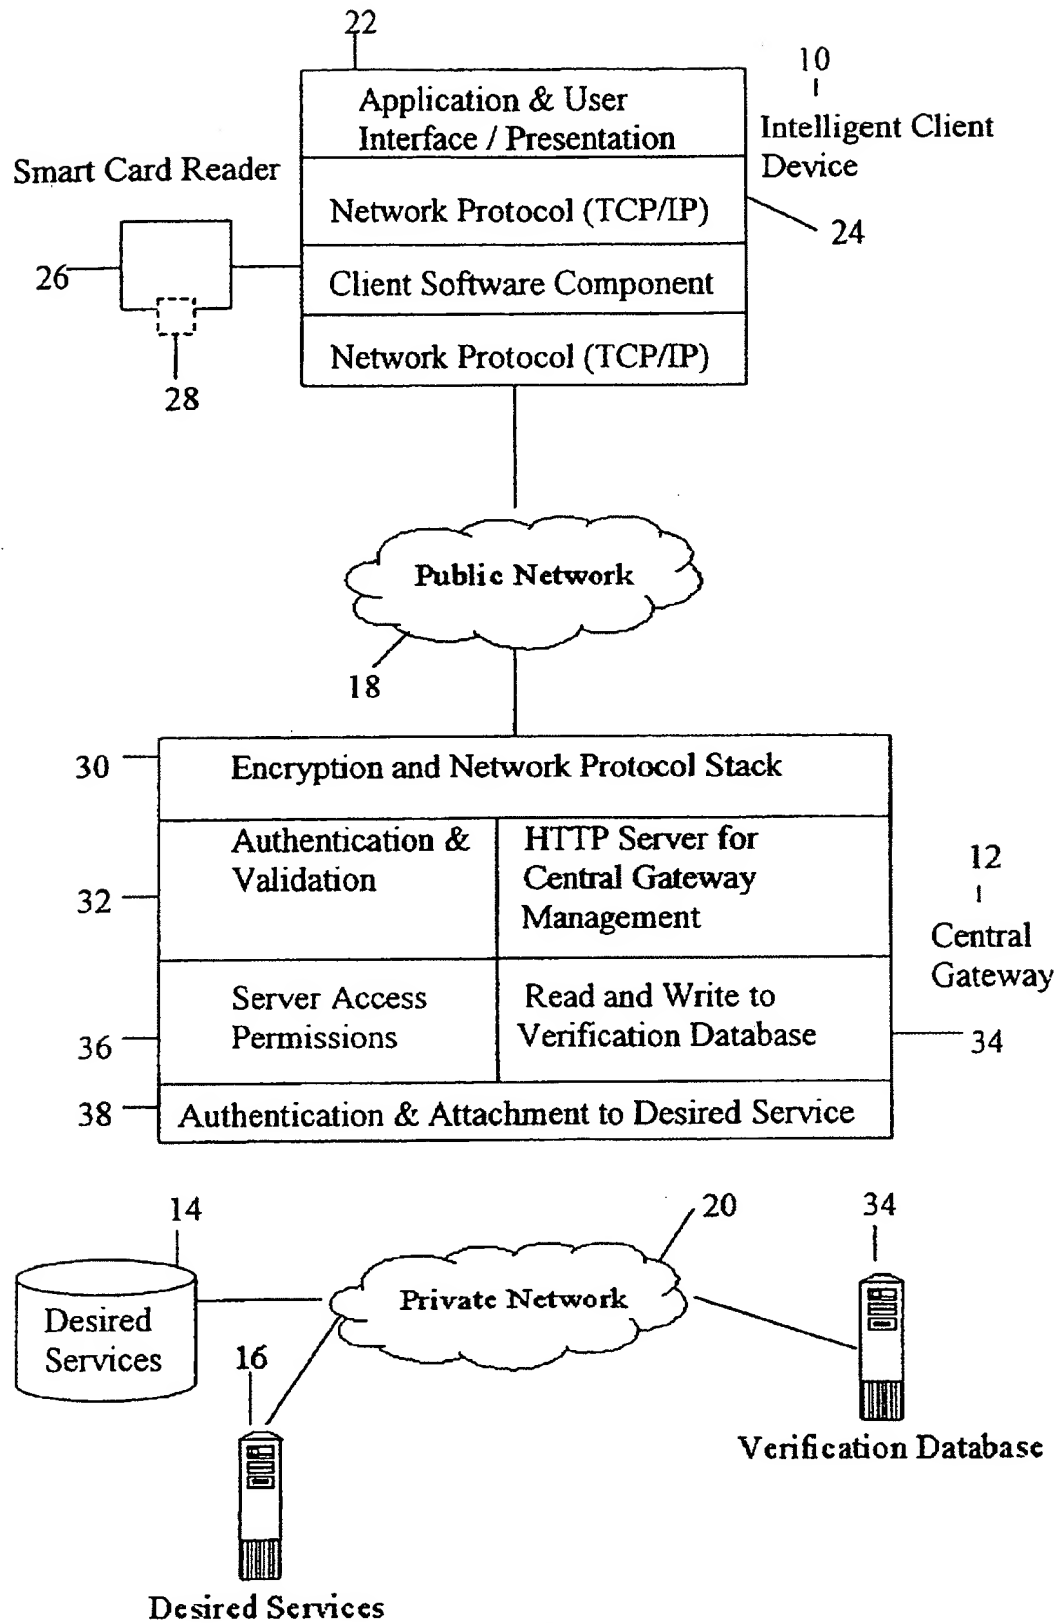 22
10
Application & User
Interface / Presentation
Intelligent Client
Device
Smart Card Reader
Network Protocol (TCP/IP)
24
26
Client Software Component
Network Protocol (TCP/IP)
28
Public Network
18
30
Encryption and Network Protocol Stack
Authentication &
Validation
HTTP Server for
Central Gateway
Management
32
12
Central
Gateway
Server Access
Permissions
Read and Write to
Verification Database
36
34
38
Authentication & Attachment to Desired Service
14
20
34
Private Network
Desired
Services
16
Verification Database
Desired Services